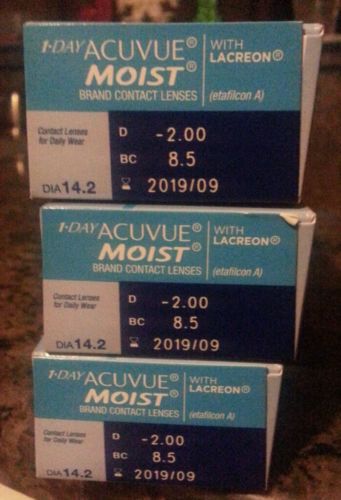 1-DAY ACUVUE® WITH LACREON®
MOIST®
BRAND CONTACT LENSES (etafilcon A)
Contact Lenses for Daily Wear
D -2.00
BC 8.5
2019/09
DIA 14.2
1-DAY ACUVUE® WITH LACREON®
MOIST®
BRAND CONTACT LENSES (etafilcon A)
Contact Lenses for Daily Wear
D -2.00
BC 8.5
2019/09
DIA 14.2
1-DAY ACUVUE® WITH LACREON®
MOIST®
BRAND CONTACT LENSES (etafilcon A)
Contact Lenses for Daily Wear
D -2.00
BC 8.5
2019/09
DIA 14.2